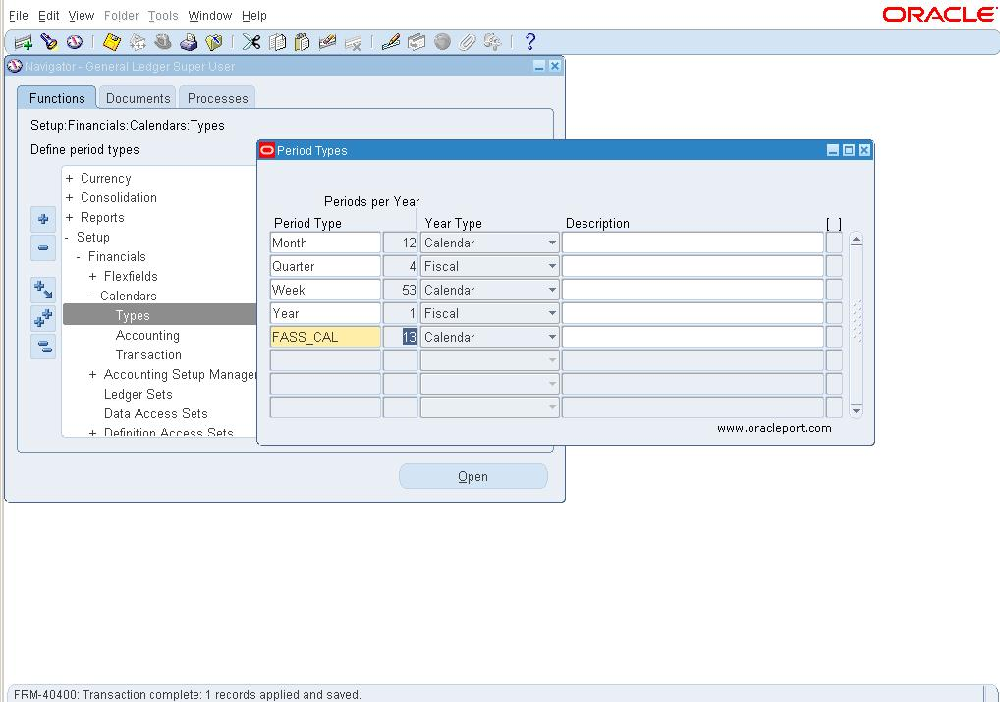 File Edit View Folder Tools Window Help
ORACLE
Navigator - General Ledger Super User
Functions Documents Processes
Setup:Financials:Calendars:Types
Define period types
+ Currency
+ Consolidation
+ Reports
- Setup
- Financials
+ Flexfields
- Calendars
Types
Accounting
Transaction
+ Accounting Setup Manager
Ledger Sets
Data Access Sets
+ Definition Access Sets
Open
Period Types
Periods per Year
Period Type Year Type Description [ ]
Month 12 Calendar
Quarter 4 Fiscal
Week 53 Calendar
Year 1 Fiscal
FASS_CAL 13 Calendar
www.oracleport.com
FRM-40400: Transaction complete: 1 records applied and saved.